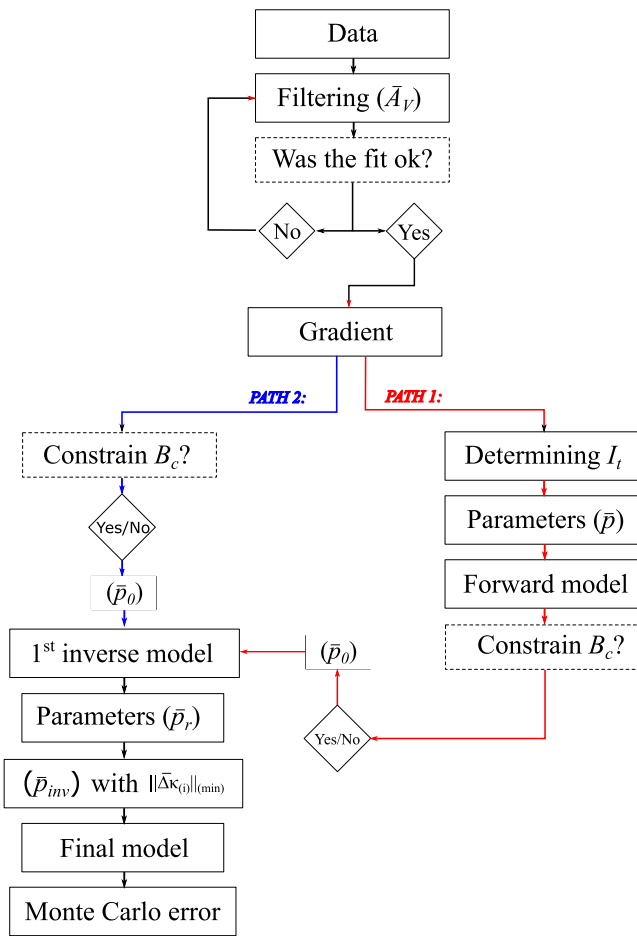 Data
Filtering (Ā_V)
Was the fit ok?
No
Yes
Gradient
PATH 2:
PATH 1:
Constrain B_c?
Yes/No
(p̄_0)
Determining I_t
Parameters (p̄)
Forward model
Constrain B_c?
Yes/No
(p̄_0)
1st inverse model
Parameters (p̄_r)
(p̄_inv) with ||Δ̄κ_(i)||_(min)
Final model
Monte Carlo error